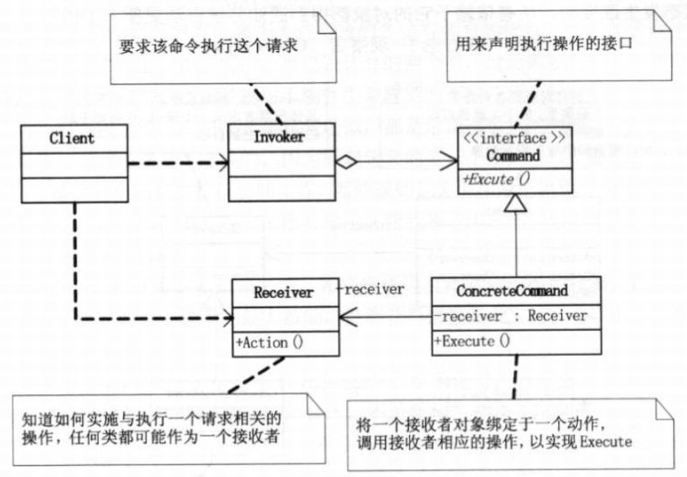 要求该命令执行这个请求
用来声明执行操作的接口
Client
Invoker
<<interface >>
Command
+Excute ()
Receiver
-receiver
ConcreteCommand
-receiver : Receiver
+Action ()
+Execute ()
知道如何实施与执行一个请求相关的
操作，任何类都可能作为一个接收者
将一个接收者对象绑定于一个动作，
调用接收者相应的操作，以实现Execute